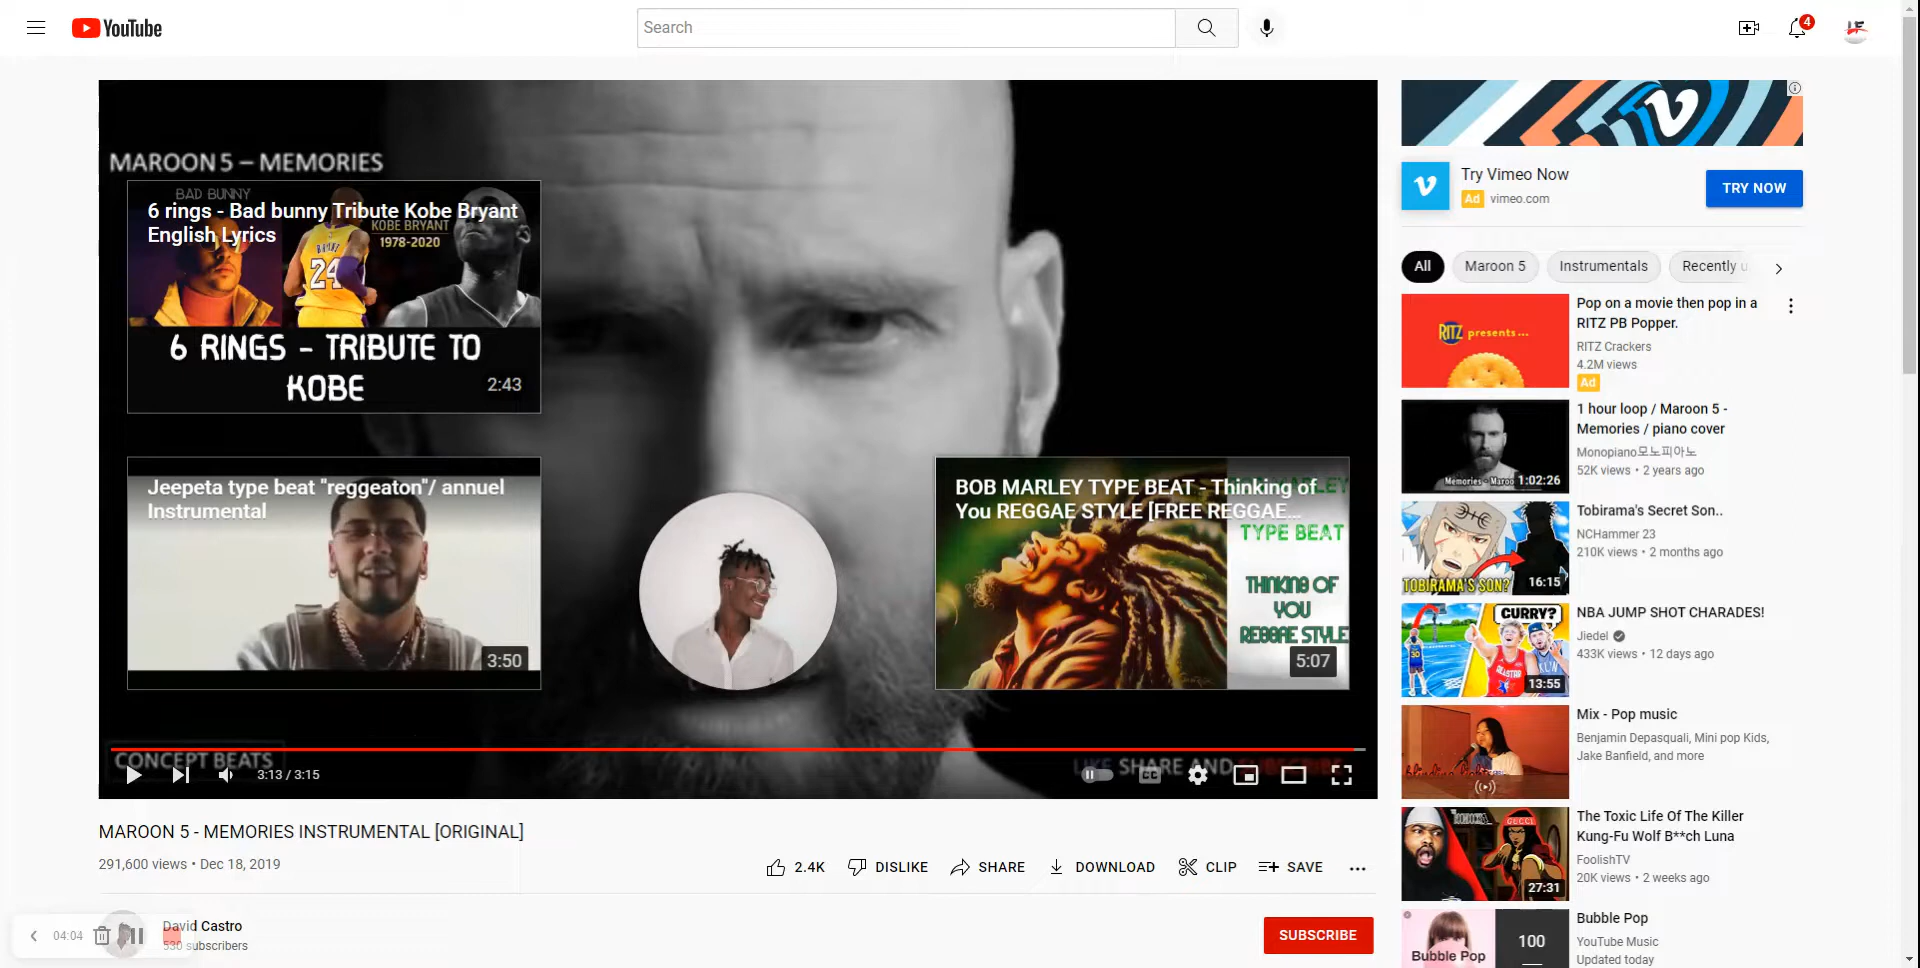 YouTube
Search
4
MAROON 5 – MEMORIES
BAD BUNNY
6 rings - Bad bunny Tribute Kobe Bryant
English Lyrics
KOBE BRYANT
1978-2020
24
6 RINGS - TRIBUTE TO
KOBE
2:43
Jeepeta type beat "reggeaton"/ annuel
Instrumental
3:50
BOB MARLEY TYPE BEAT - Thinking of
You REGGAE STYLE [FREE REGGAE...
TYPE BEAT
THINKING OF
YOU
REGGAE STYLE
5:07
CONCEPT BEATS
LIKE SHARE AND
3:13 / 3:15
CC
MAROON 5 - MEMORIES INSTRUMENTAL [ORIGINAL]
291,600 views • Dec 18, 2019
2.4K
DISLIKE
SHARE
DOWNLOAD
CLIP
SAVE
04:04
David Castro
530 subscribers
SUBSCRIBE
Try Vimeo Now
Ad vimeo.com
TRY NOW
All
Maroon 5
Instrumentals
Recently
RITZ presents...
Pop on a movie then pop in a
RITZ PB Popper.
RITZ Crackers
4.2M views
Ad
Memories - Maroo 1:02:26
1 hour loop / Maroon 5 -
Memories / piano cover
Monopiano모노피아노
52K views • 2 years ago
TOBIRAMA'S SON?
16:15
Tobirama's Secret Son..
NCHammer 23
210K views • 2 months ago
CURRY?
30
13:55
NBA JUMP SHOT CHARADES!
Jiedel
433K views • 12 days ago
Mix - Pop music
Benjamin Depasquali, Mini pop Kids,
Jake Banfield, and more
GUCCI
27:31
The Toxic Life Of The Killer
Kung-Fu Wolf B**ch Luna
FoolishTV
20K views • 2 weeks ago
Bubble Pop
100
Bubble Pop
YouTube Music
Updated today